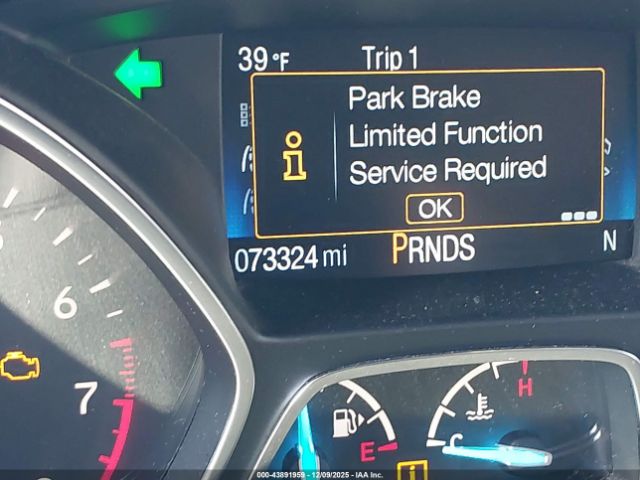 39 °F Trip 1
Park Brake
Limited Function
Service Required
OK
073324 mi PRNDS N
6
7
E
C
H
000-43891959 - 12/09/2025 - IAA Inc.